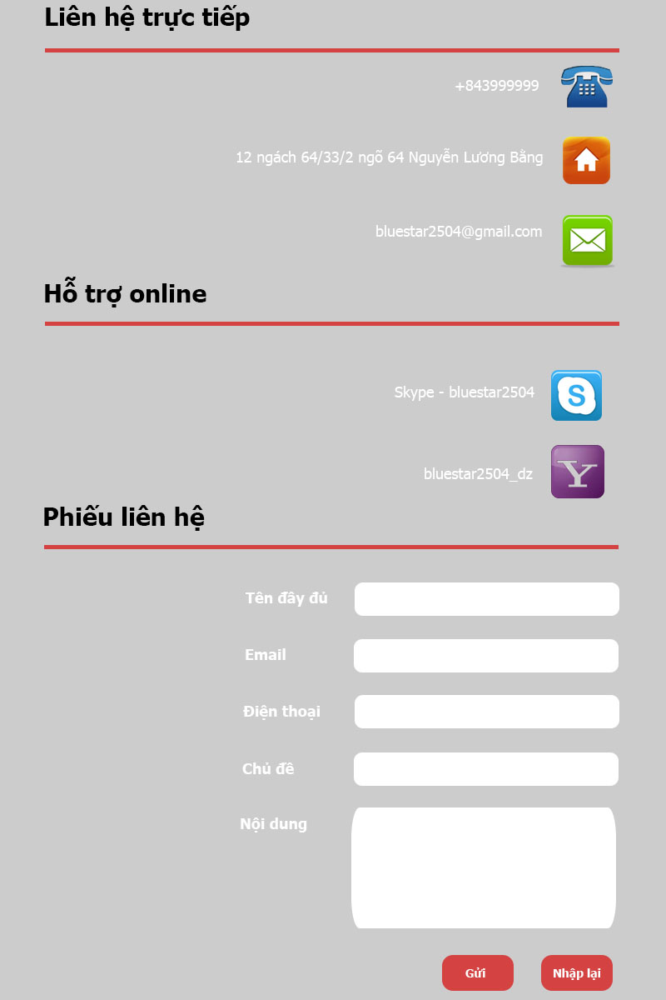 Liên hệ trực tiếp
+843999999
12 ngách 64/33/2 ngõ 64 Nguyễn Lương Bằng
bluestar2504@gmail.com
Hỗ trợ online
Skype - bluestar2504
S
bluestar2504_dz
Y
Phiếu liên hệ
Tên đây đủ
Email
Điện thoại
Chủ đê
Nội dung
Gửi
Nhập lại